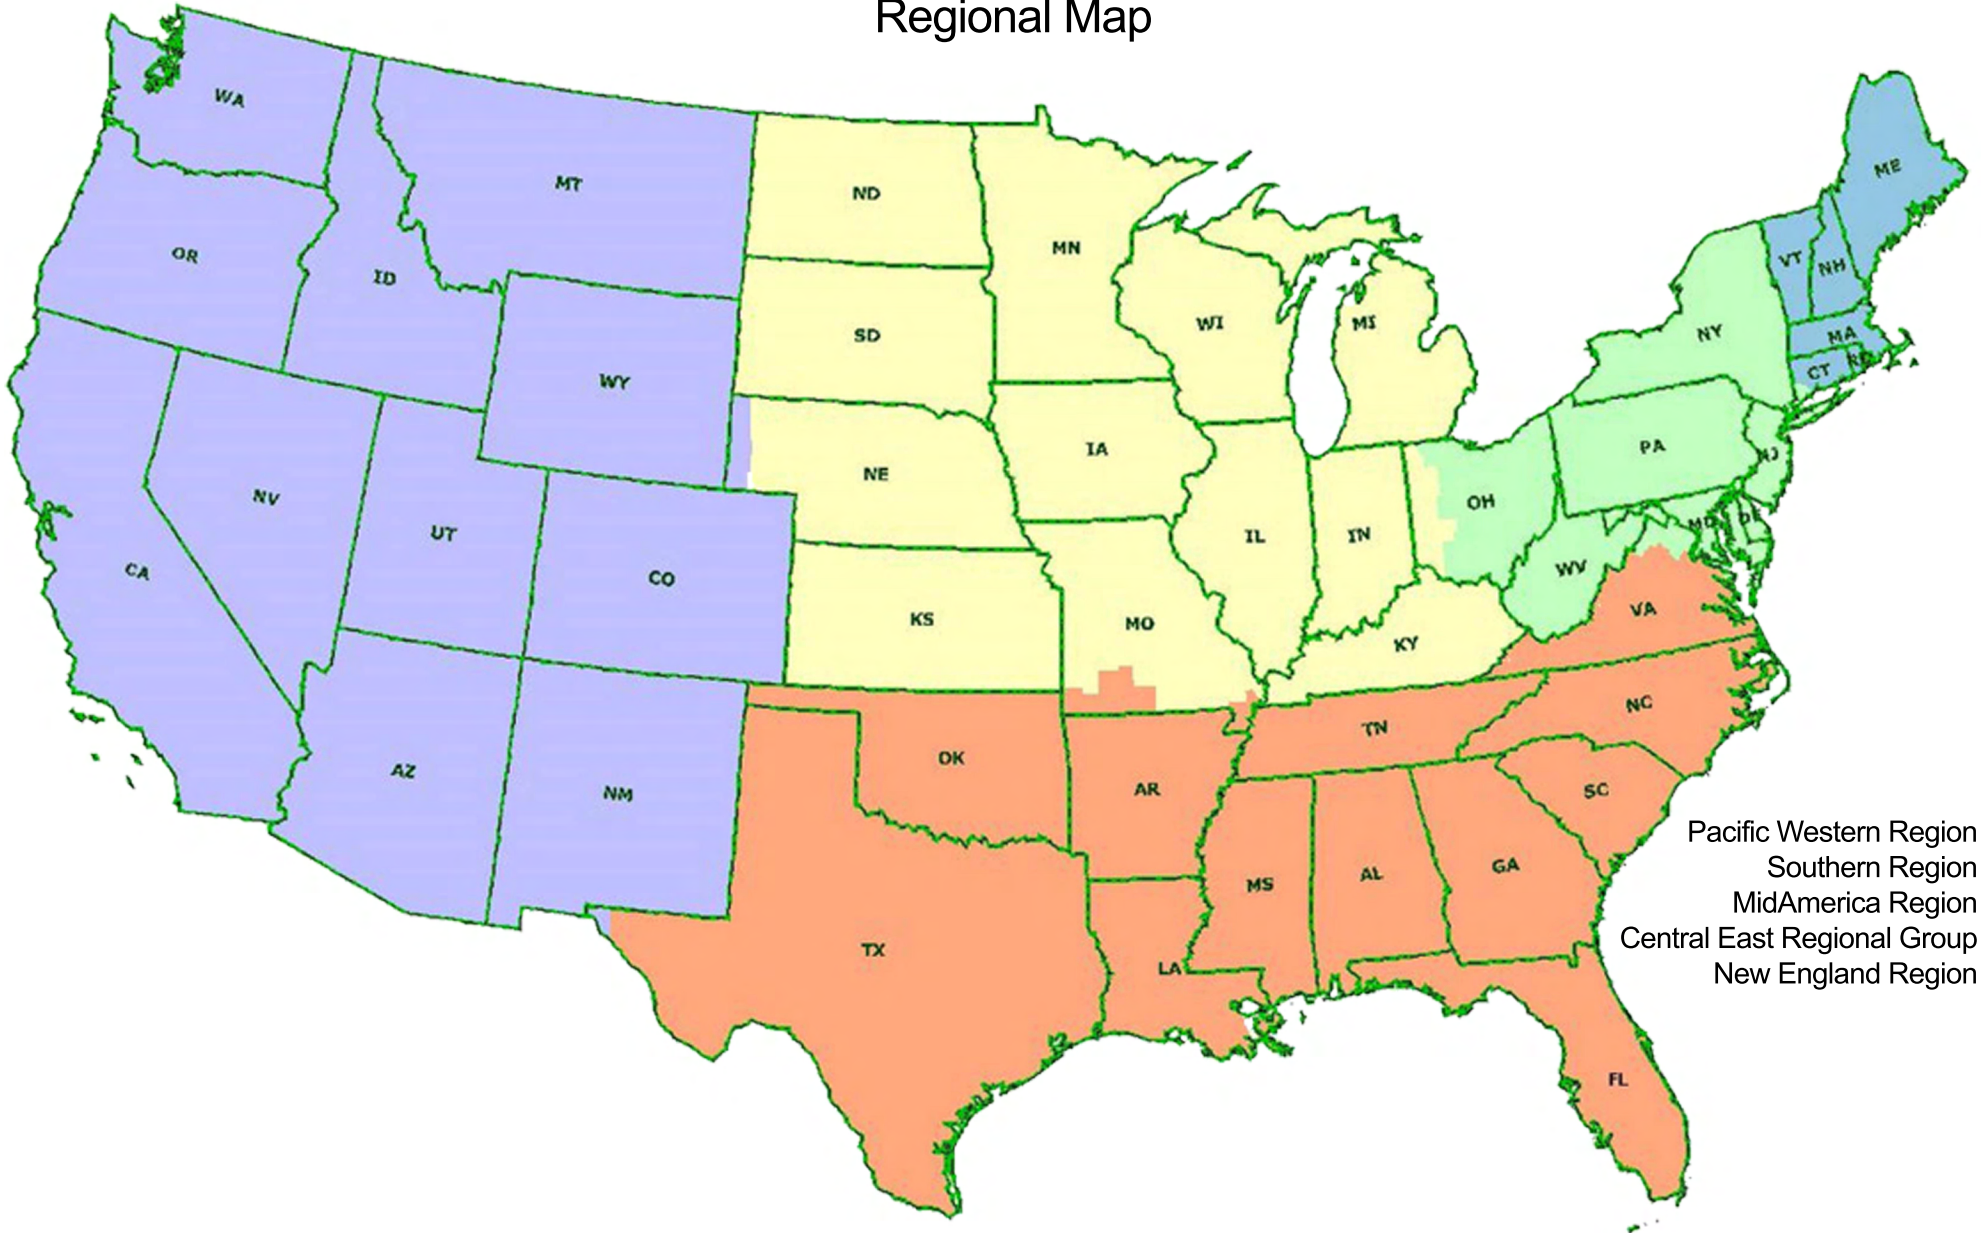 Regional Map
WA
MT
ND
MN
ME
OR
ID
VT
NH
SD
WI
MI
NY
MA
RI
WY
CT
IA
PA
NJ
NE
NV
OH
MD
DE
UT
IL
IN
CA
CO
WV
KS
MO
VA
KY
NC
TN
OK
AZ
NM
AR
SC
GA
AL
MS
TX
LA
FL
Pacific Western Region
Southern Region
MidAmerica Region
Central East Regional Group
New England Region